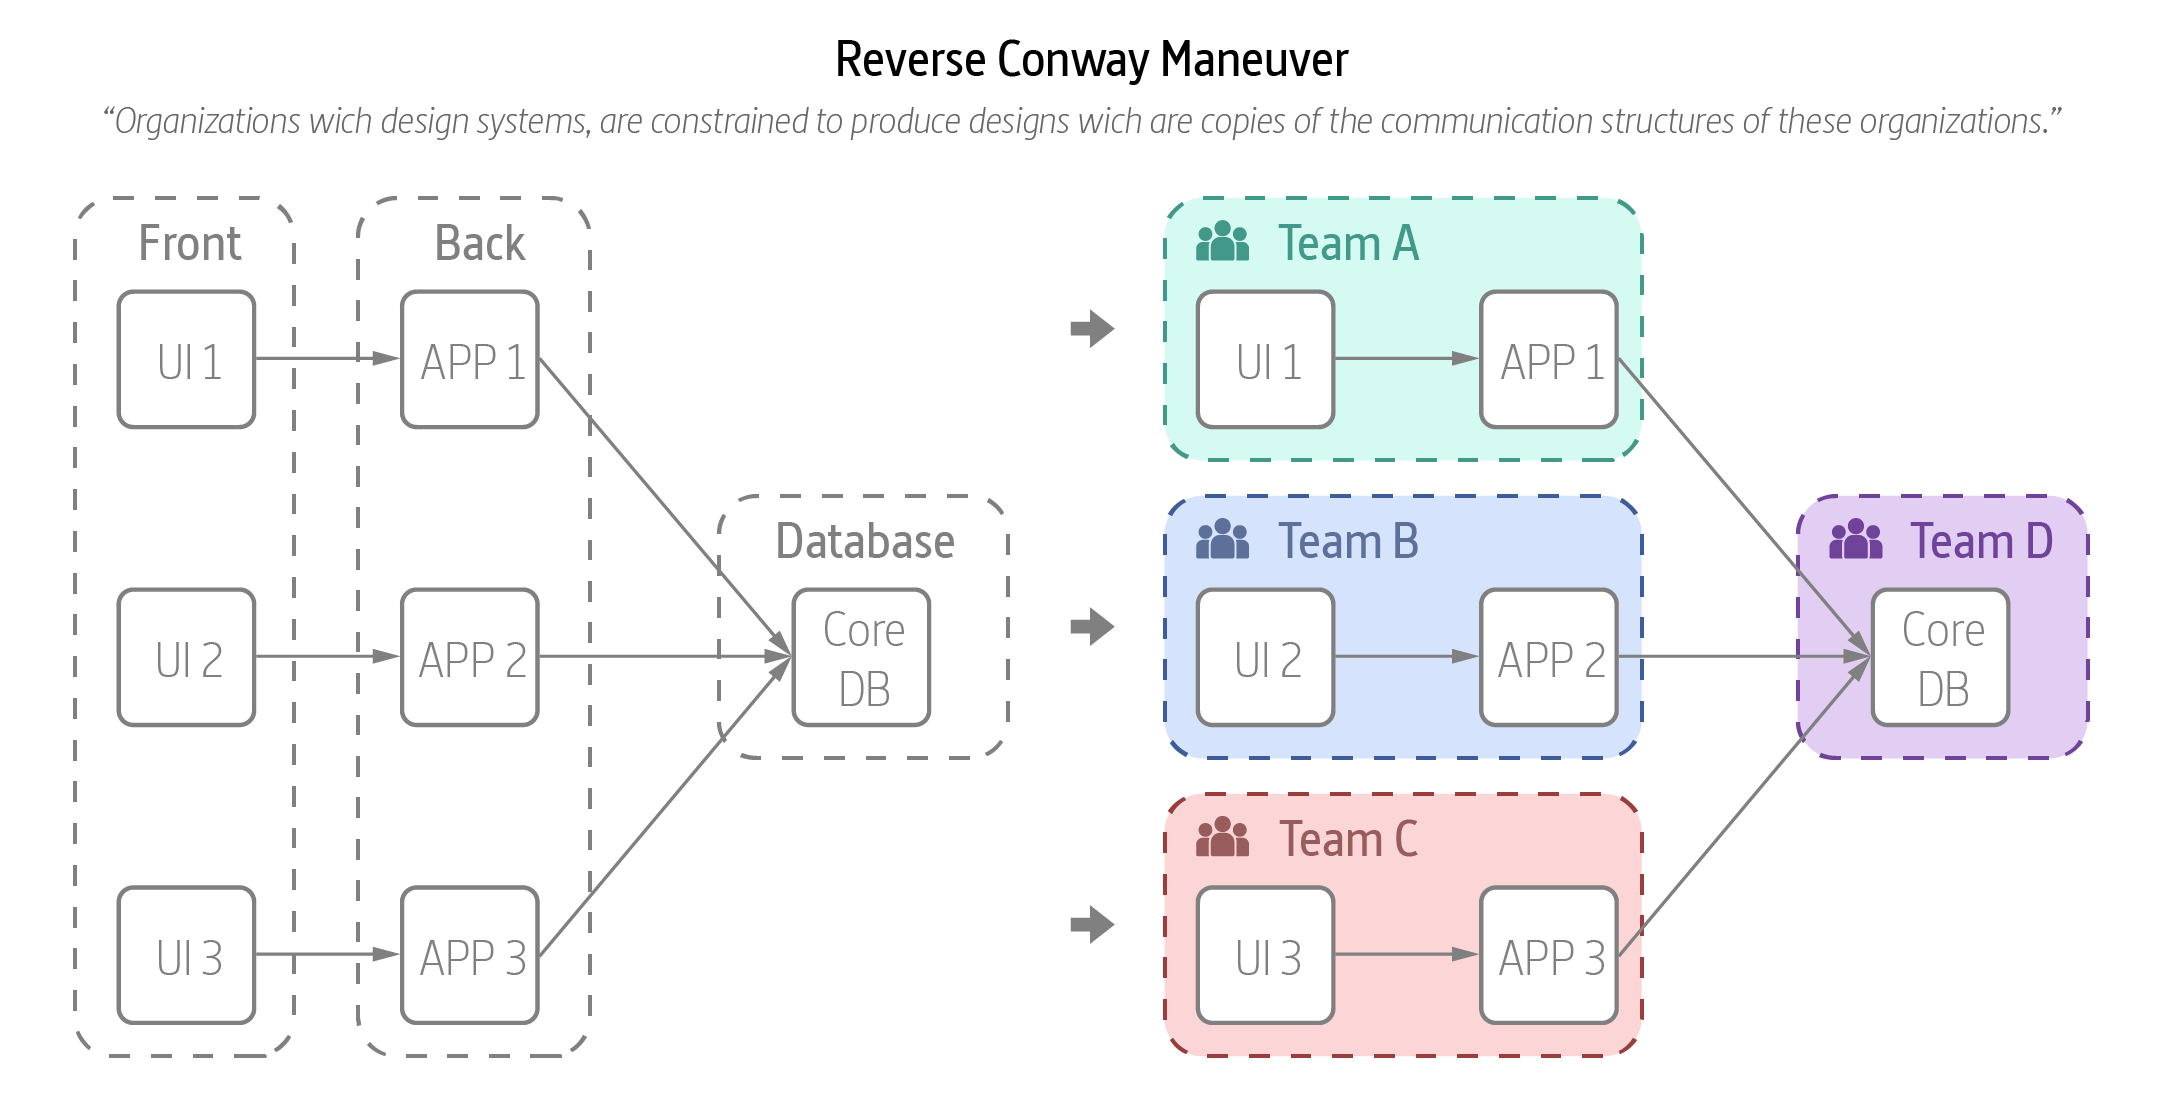 Reverse Conway Maneuver
“Organizations wich design systems, are constrained to produce designs wich are copies of the communication structures of these organizations.”
Front
Back
UI 1
APP 1
UI 2
APP 2
UI 3
APP 3
Database
Core
DB
Team A
UI 1
APP 1
Team B
UI 2
APP 2
Team C
UI 3
APP 3
Team D
Core
DB